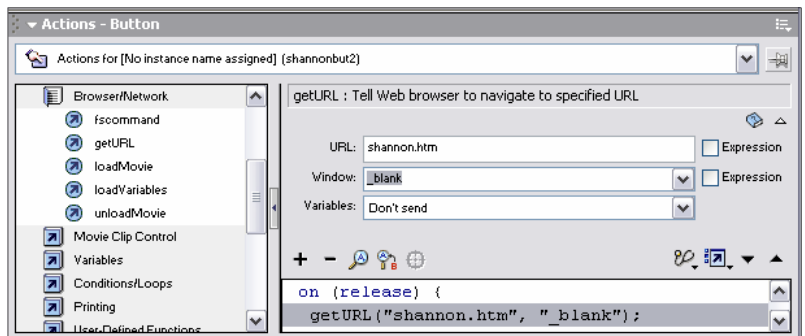 Actions - Button
Actions for [No instance name assigned] (shannonbut2)
Browser/Network
fscommand
getURL
loadMovie
loadVariables
unloadMovie
Movie Clip Control
Variables
Conditions/Loops
Printing
User-Defined Functions
getURL : Tell Web browser to navigate to specified URL
URL: shannon.htm Expression
Window: _blank Expression
Variables: Don't send
on (release) {
getURL("shannon.htm", "_blank");